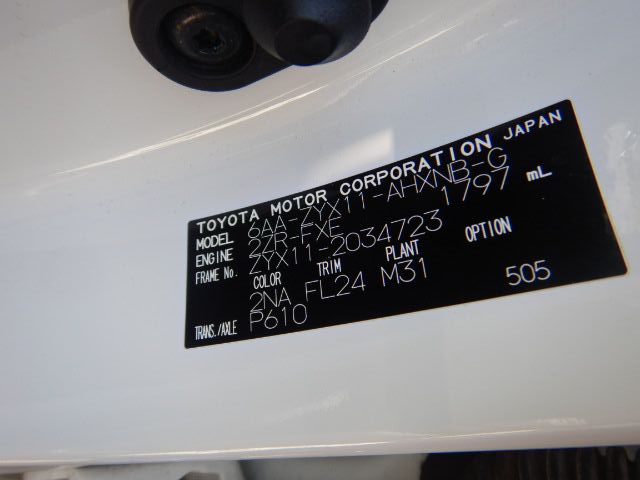 TOYOTA MOTOR CORPORATION JAPAN
MODEL 6AA-ZYX11-AHXNB-G
ENGINE 2ZR-FXE 1797 mL
FRAME No. ZYX11-2034723
COLOR TRIM PLANT OPTION
2NA FL24 M31
TRANS./AXLE P610 505